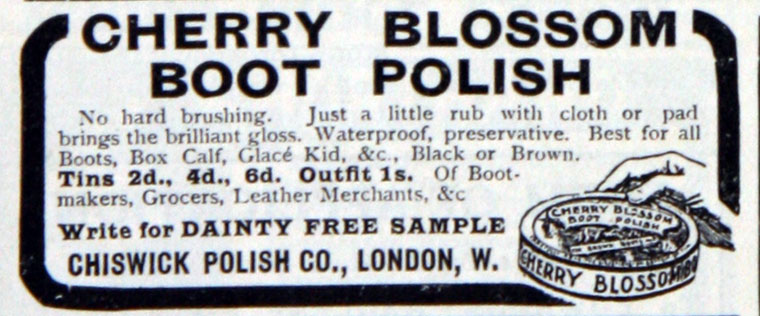 CHERRY BLOSSOM
BOOT POLISH
No hard brushing. Just a little rub with cloth or pad
brings the brilliant gloss. Waterproof, preservative. Best for all
Boots, Box Calf, Glacé Kid, &c., Black or Brown.
Tins 2d., 4d., 6d. Outfit 1s. Of Boot-
makers, Grocers, Leather Merchants, &c
Write for DAINTY FREE SAMPLE
CHISWICK POLISH CO., LONDON, W.
CHERRY BLOSSOM
BOOT POLISH
CHERRY BLOSSOM